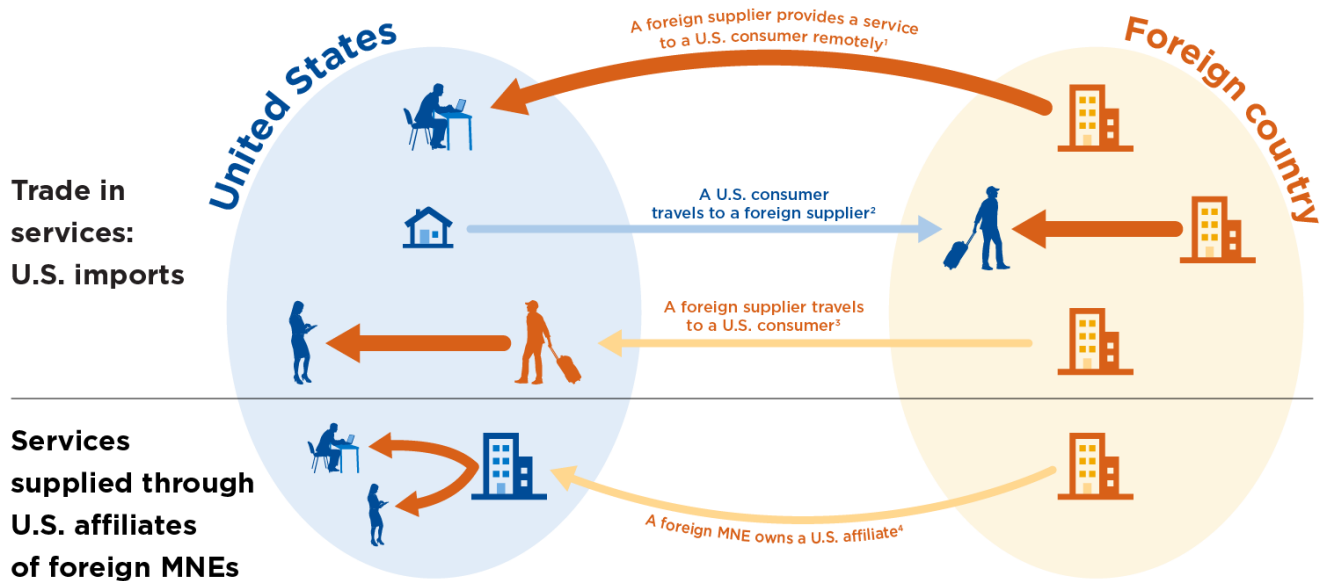 A foreign supplier provides a service
to a U.S. consumer remotely¹
United States
Foreign country
Trade in
services:
U.S. imports
A U.S. consumer
travels to a foreign supplier²
A foreign supplier travels
to a U.S. consumer³
Services
supplied through
U.S. affiliates
of foreign MNEs
A foreign MNE owns a U.S. affiliate⁴